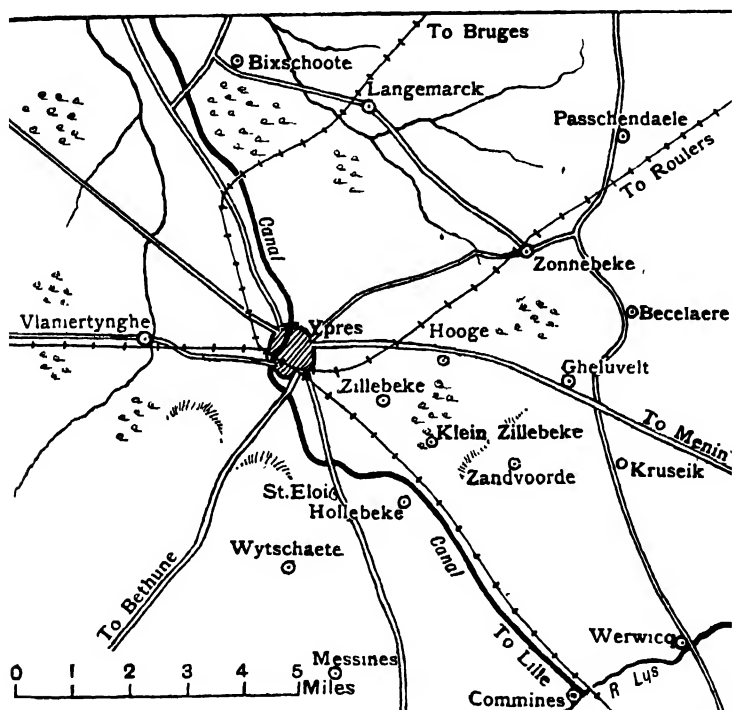 To Bruges
Bixschoote
Langemarck
Passchendaele
To Roulers
Canal
Zonnebeke
Vlamertynghe
Ypres
Hooge
Becelaere
Gheluvelt
Zillebeke
To Menin
Klein Zillebeke
Zandvoorde
Kruseik
St. Eloi
Hollebeke
Wytschaete
Canal
To Bethune
To Lille
Werwicq
Messines
0 1 2 3 4 5
Miles
Commines
R Lys